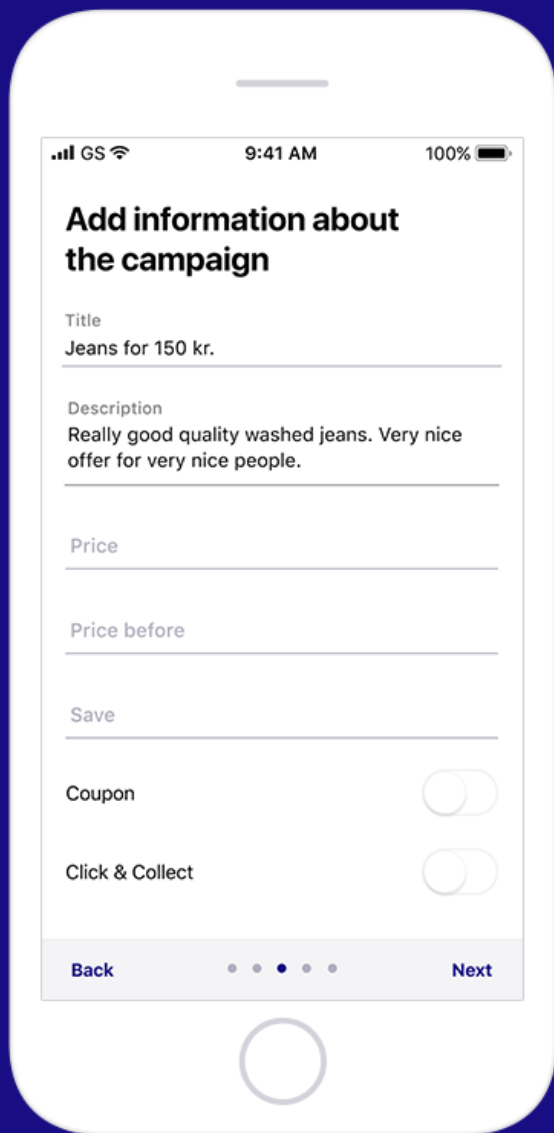 GS 9:41 AM 100%
Add information about
the campaign
Title
Jeans for 150 kr.
Description
Really good quality washed jeans. Very nice
offer for very nice people.
Price
Price before
Save
Coupon
Click & Collect
Back Next